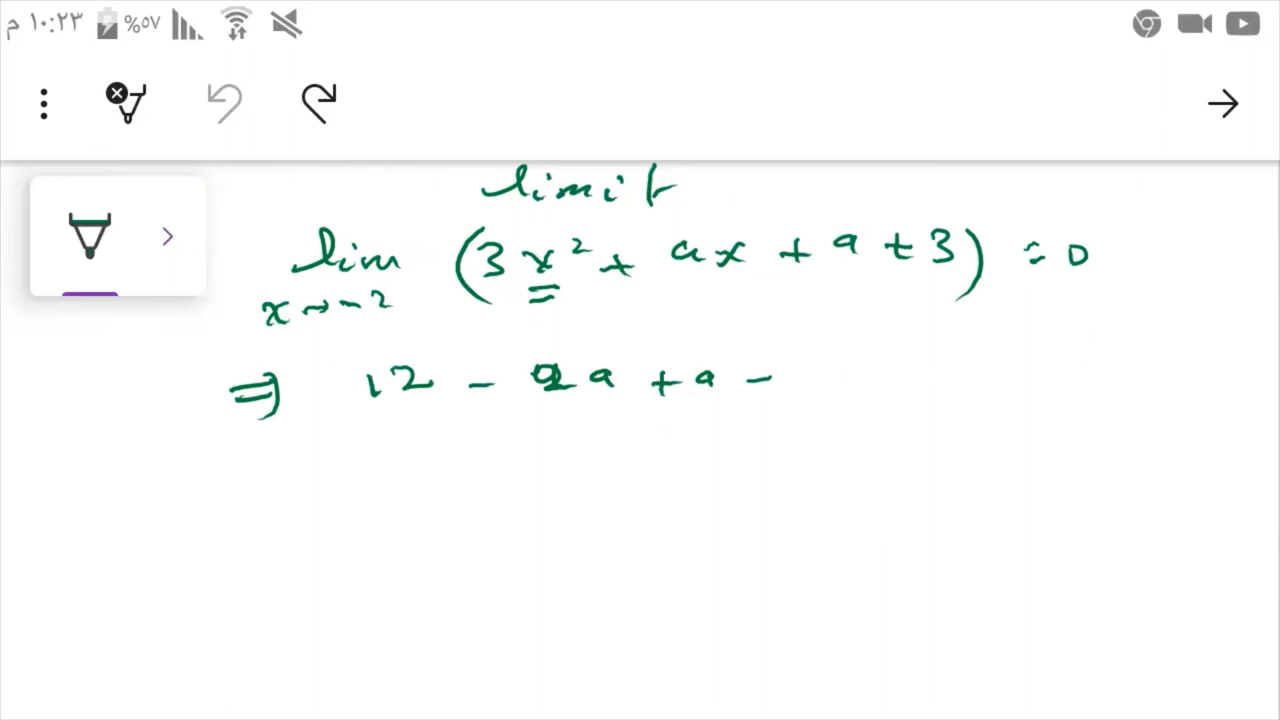 م ١٠:٢٣ %٥٧
limit
lim (3x² + ax + a + 3) = 0
x → -2
⇒ 12 - 2a + a -